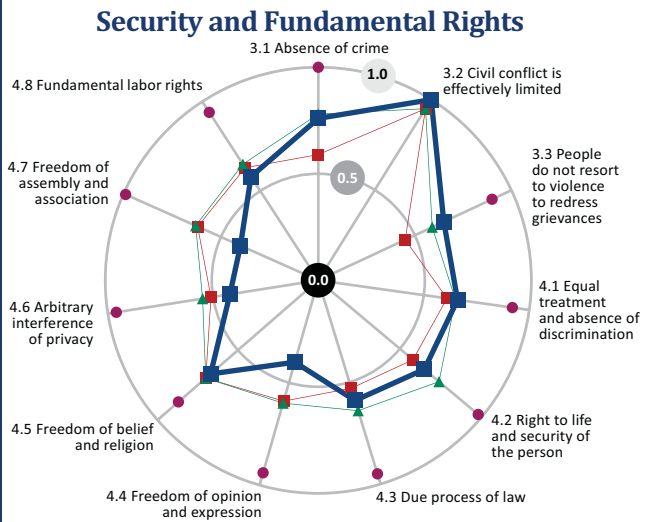 Security and Fundamental Rights
3.1 Absence of crime
1.0
3.2 Civil conflict is
effectively limited
4.8 Fundamental labor rights
0.5
3.3 People
do not resort
to violence
to redress
grievances
4.7 Freedom of
assembly and
association
0.0
4.1 Equal
treatment
and absence of
discrimination
4.6 Arbitrary
interference
of privacy
4.2 Right to life
and security of
the person
4.5 Freedom of belief
and religion
4.4 Freedom of opinion
and expression
4.3 Due process of law